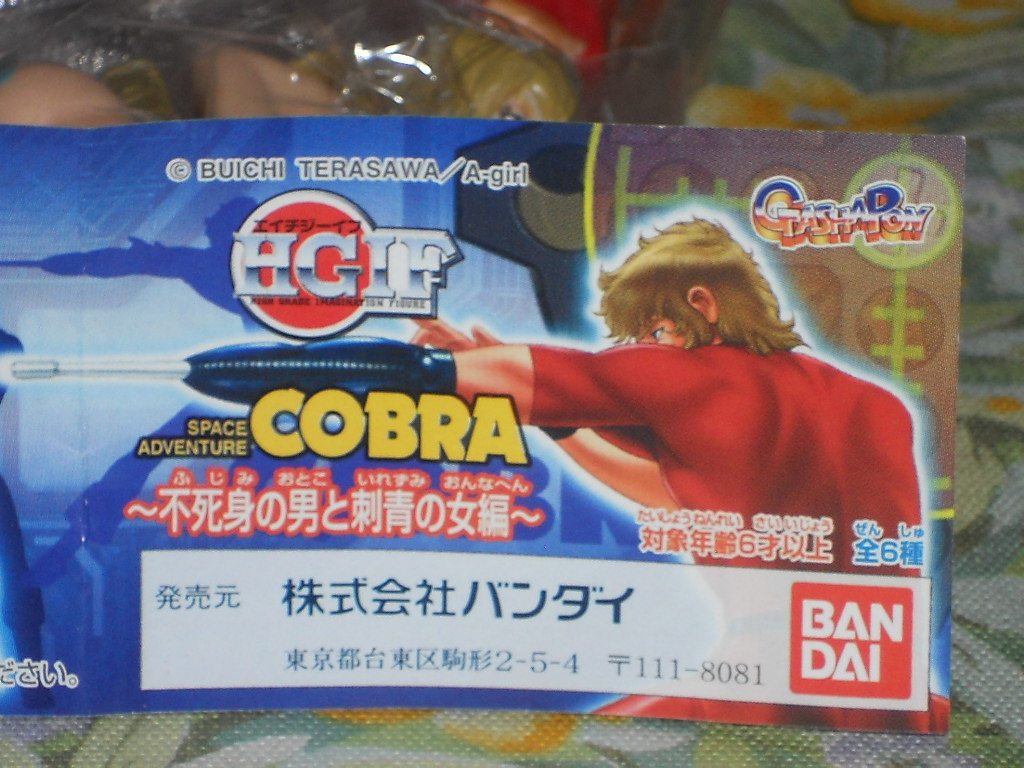 © BUICHI TERASAWA／A-girl
GASHAPON
エイチジーイフ
HGIF
HIGH GRADE IMAGINATION FIGURE
SPACE
ADVENTURE
COBRA
ふじみ おとこ いれずみ おんなへん
～不死身の男と刺青の女編～
たいしょうねんれい さい いじょう
対象年齢6才以上
ぜん しゅ
全6種
発売元 株式会社バンダイ
東京都台東区駒形2-5-4 〒111-8081
BAN
DAI
ださい。